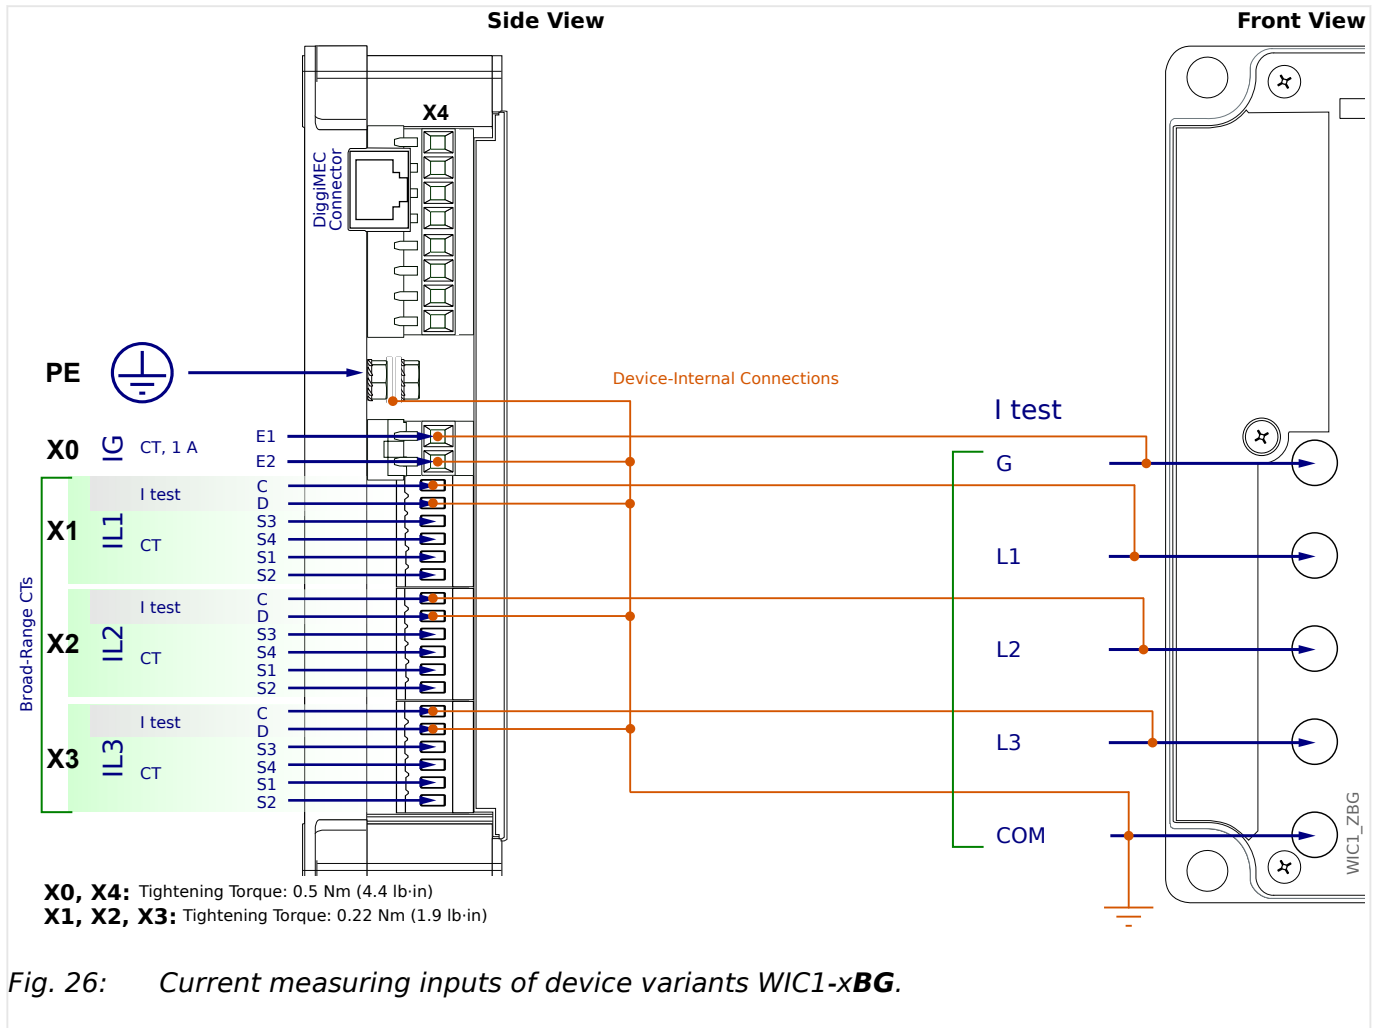 Side View
Front View
X4
DiggiMEC
Connector
PE
Device-Internal Connections
I test
X0
IG
CT, 1 A
E1
E2
G
Broad-Range CTs
X1
IL1
I test
CT
C
D
S3
S4
S1
S2
L1
X2
IL2
I test
CT
C
D
S3
S4
S1
S2
L2
X3
IL3
I test
CT
C
D
S3
S4
S1
S2
L3
COM
WIC1_ZBG
X0, X4: Tightening Torque: 0.5 Nm (4.4 lb·in)
X1, X2, X3: Tightening Torque: 0.22 Nm (1.9 lb·in)
Fig. 26: Current measuring inputs of device variants WIC1-xBG.